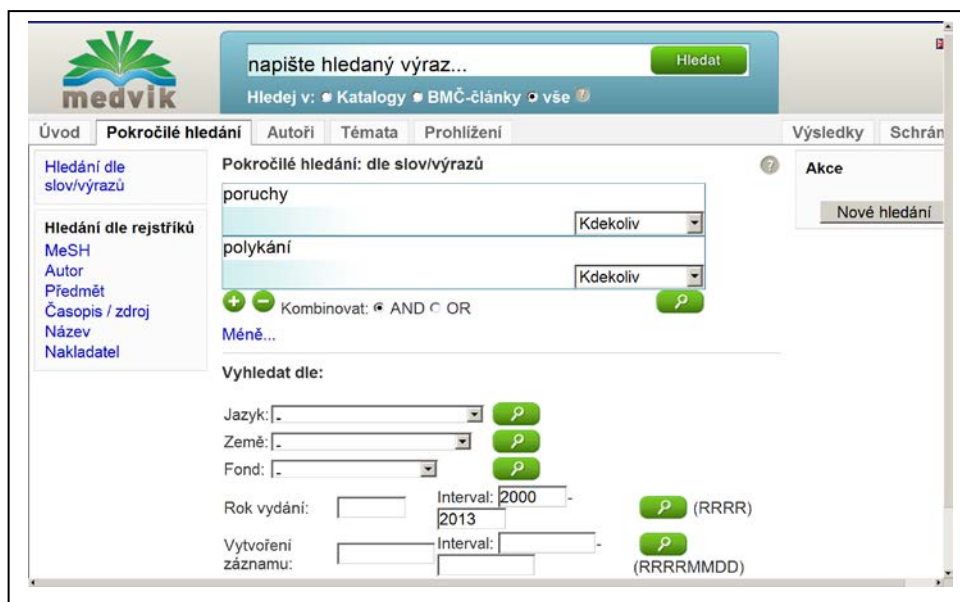 medvik
napište hledaný výraz...
Hledat
Hledej v: Katalogy BMČ-články vše ?
Úvod Pokročilé hledání Autoři Témata Prohlížení Výsledky Schrán
Hledání dle
slov/výrazů
Hledání dle rejstříků
MeSH
Autor
Předmět
Časopis / zdroj
Název
Nakladatel
Pokročilé hledání: dle slov/výrazů ?
poruchy
Kdekoliv
polykání
Kdekoliv
Kombinovat: AND OR
Méně...
Vyhledat dle:
Jazyk: -
Země: -
Fond: -
Rok vydání: Interval: 2000 -
2013 (RRRR)
Vytvoření Interval: -
záznamu: (RRRRMMDD)
Akce
Nové hledání